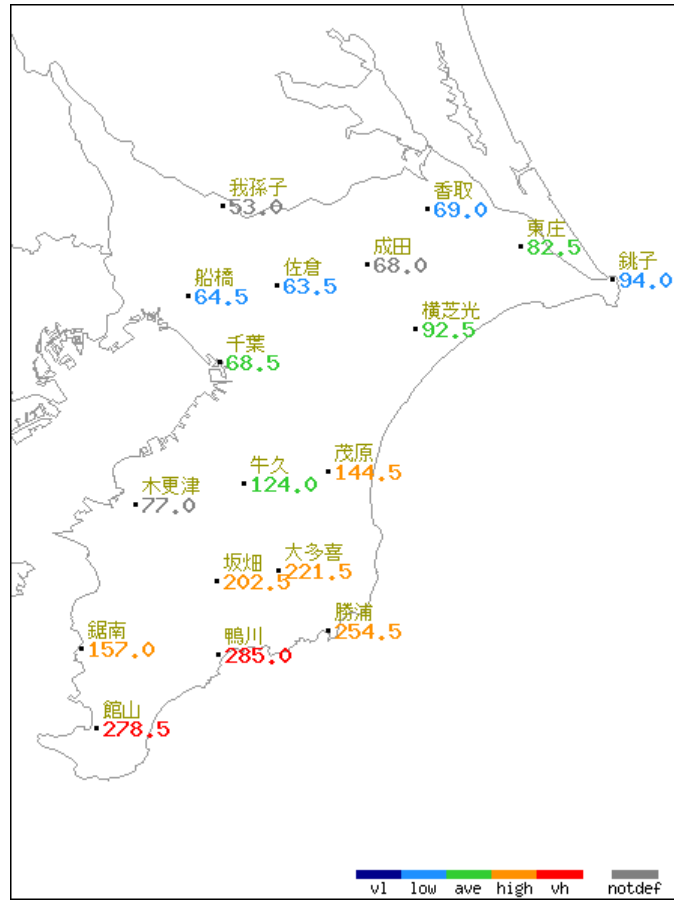 我孫子
53.0
香取
69.0
東庄
82.5
成田
68.0
銚子
94.0
佐倉
63.5
船橋
64.5
横芝光
92.5
千葉
68.5
茂原
144.5
牛久
124.0
木更津
77.0
大多喜
221.5
坂畑
202.5
勝浦
254.5
鋸南
157.0
鴨川
285.0
館山
278.5
vl low ave high vh notdef